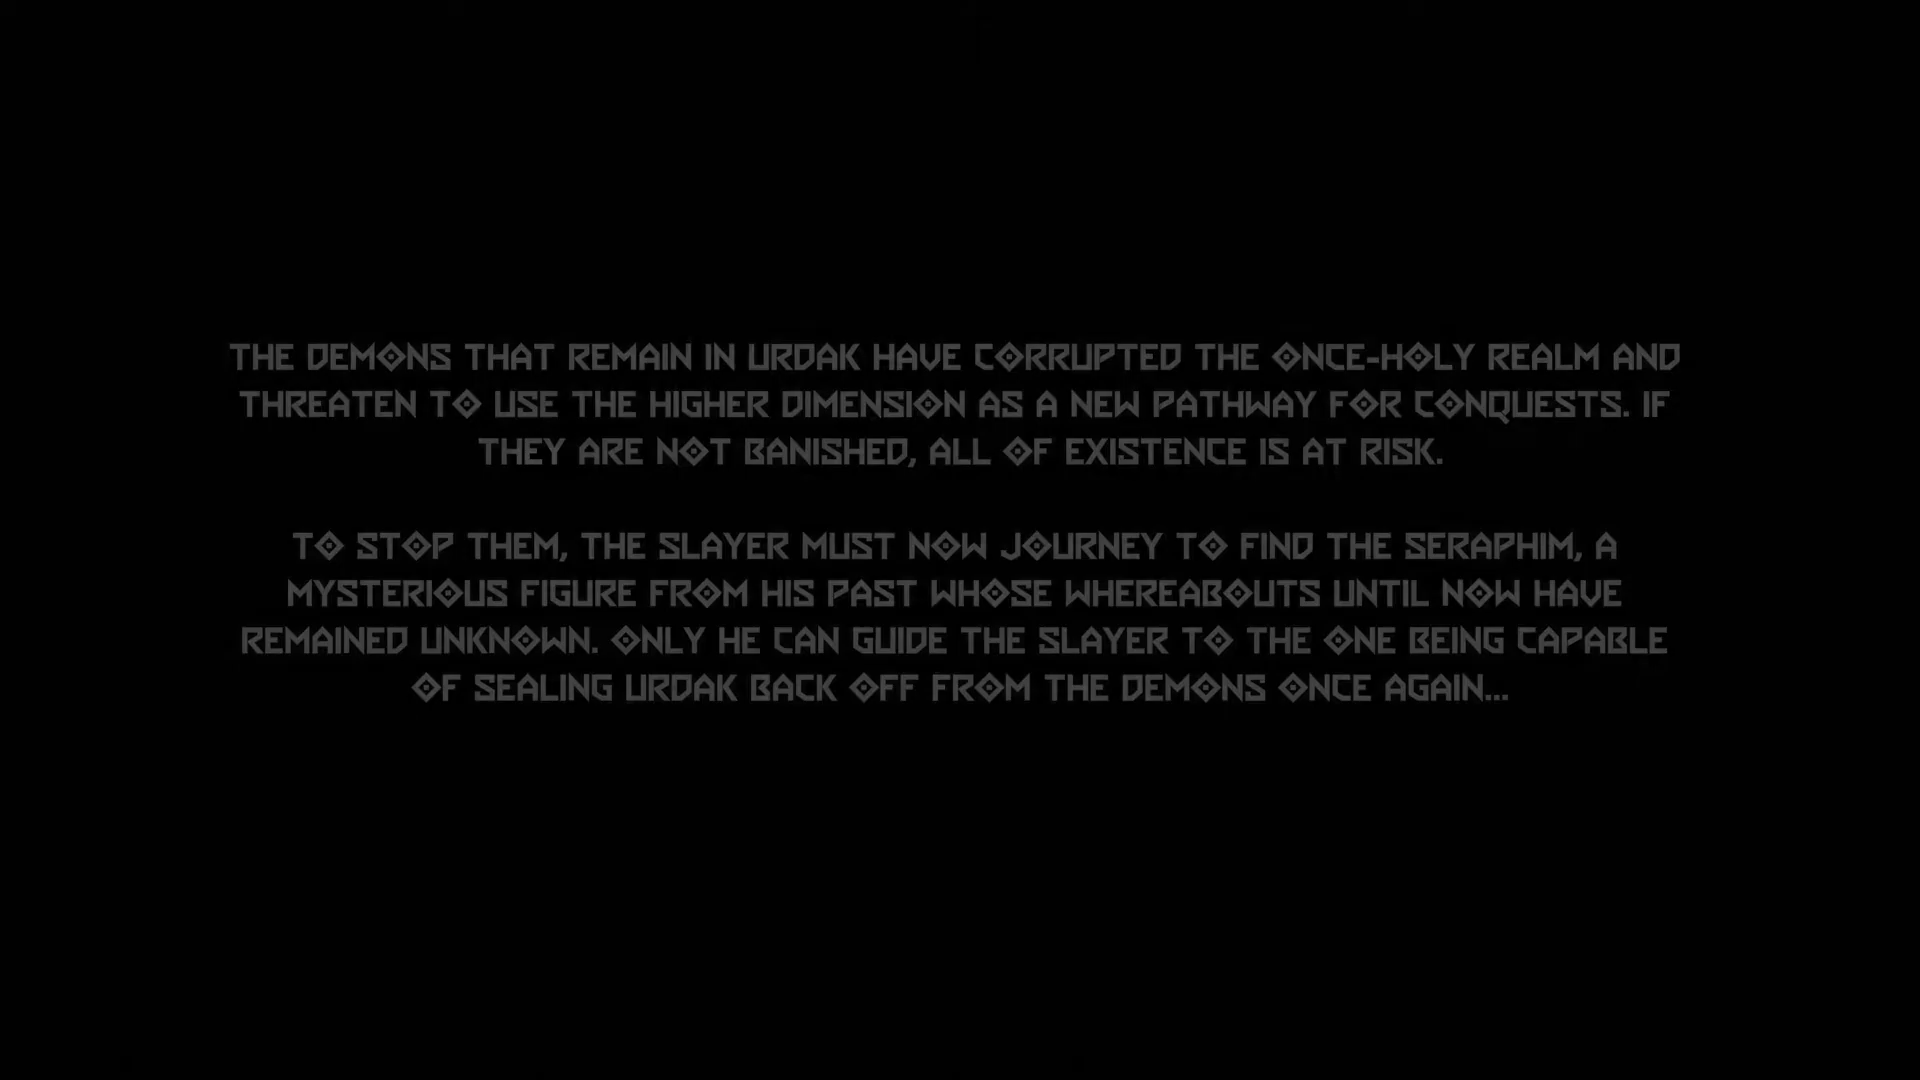 THE DEMONS THAT REMAIN IN URDAK HAVE CORRUPTED THE ONCE-HOLY REALM AND
THREATEN TO USE THE HIGHER DIMENSION AS A NEW PATHWAY FOR CONQUESTS. IF
THEY ARE NOT BANISHED, ALL OF EXISTENCE IS AT RISK.
TO STOP THEM, THE SLAYER MUST NOW JOURNEY TO FIND THE SERAPHIM, A
MYSTERIOUS FIGURE FROM HIS PAST WHOSE WHEREABOUTS UNTIL NOW HAVE
REMAINED UNKNOWN. ONLY HE CAN GUIDE THE SLAYER TO THE ONE BEING CAPABLE
OF SEALING URDAK BACK OFF FROM THE DEMONS ONCE AGAIN...